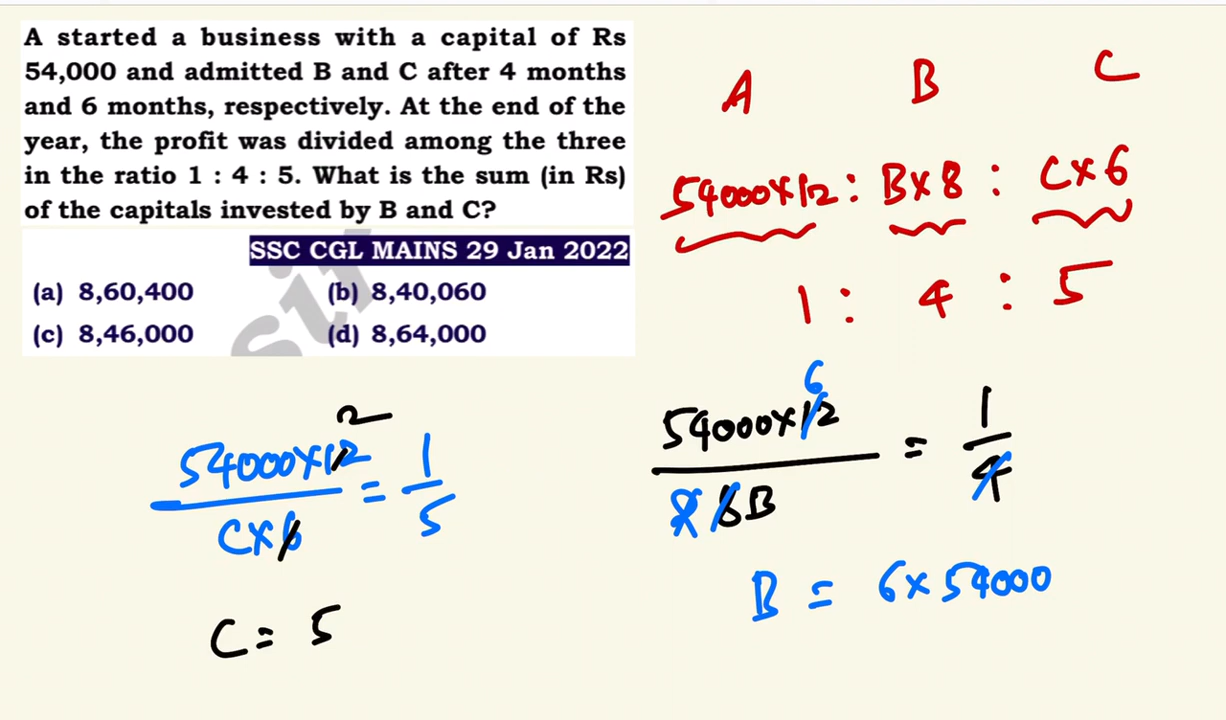 A started a business with a capital of Rs
54,000 and admitted B and C after 4 months
and 6 months, respectively. At the end of the
year, the profit was divided among the three
in the ratio 1 : 4 : 5. What is the sum (in Rs)
of the capitals invested by B and C?
SSC CGL MAINS 29 Jan 2022
(a) 8,60,400 (b) 8,40,060
(c) 8,46,000 (d) 8,64,000
sir
A B C
54000×12 : B×8 : C×6
1 : 4 : 5
6
54000×12 = 1
8 B 4
B = 6×54000
2
54000×12 = 1
C×6 5
C = 5